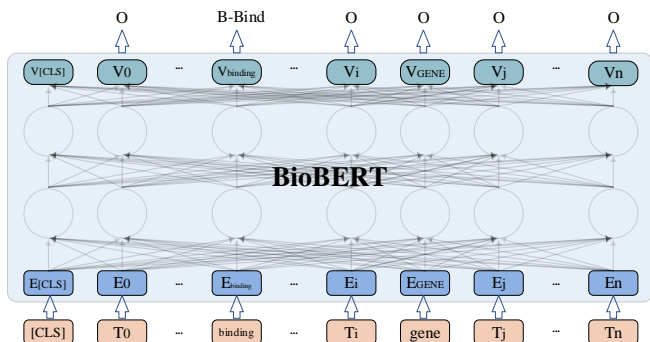 O B-Bind O O O O
V[CLS] V0 ... Vbinding ... Vi VGENE Vj ... Vn
BioBERT
E[CLS] E0 ... Ebinding ... Ei EGENE Ej ... En
[CLS] T0 ... binding ... Ti gene Tj ... Tn